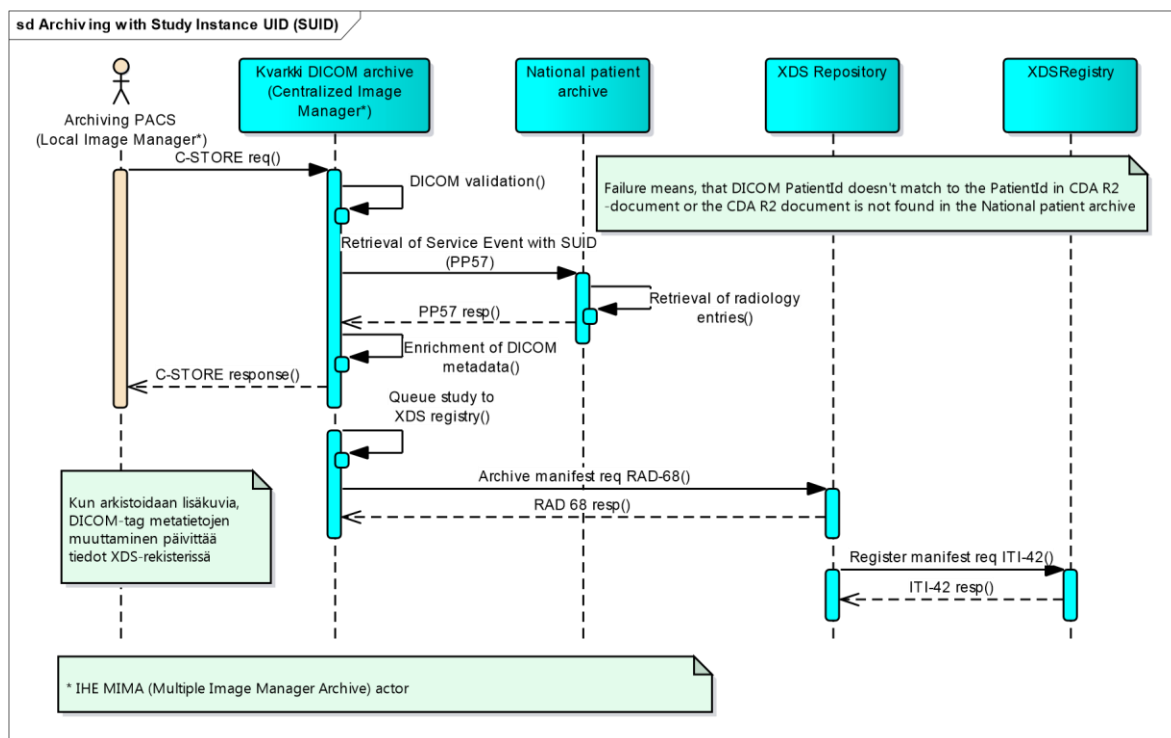 sd Archiving with Study Instance UID (SUID)
Archiving PACS
(Local Image Manager*)
Kvarkki DICOM archive
(Centralized Image
Manager*)
National patient
archive
XDS Repository
XDSRegistry
C-STORE req()
DICOM validation()
Failure means, that DICOM PatientId doesn't match to the PatientId in CDA R2
-document or the CDA R2 document is not found in the National patient archive
Retrieval of Service Event with SUID
(PP57)
Retrieval of radiology
entries()
PP57 resp()
Enrichment of DICOM
metadata()
C-STORE response()
Queue study to
XDS registry()
Archive manifest req RAD-68()
RAD 68 resp()
Kun arkistoidaan lisäkuvia,
DICOM-tag metatietojen
muuttaminen päivittää
tiedot XDS-rekisterissä
Register manifest req ITI-42()
ITI-42 resp()
* IHE MIMA (Multiple Image Manager Archive) actor